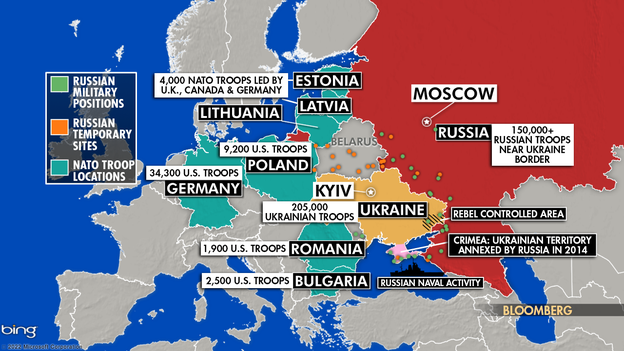 RUSSIAN
MILITARY
POSITIONS
RUSSIAN
TEMPORARY
SITES
NATO TROOP
LOCATIONS
4,000 NATO TROOPS LED BY
U.K., CANADA & GERMANY
ESTONIA
LATVIA
LITHUANIA
MOSCOW
RUSSIA
150,000+
RUSSIAN TROOPS
NEAR UKRAINE
BORDER
BELARUS
9,200 U.S. TROOPS
POLAND
34,300 U.S. TROOPS
GERMANY
KYIV
205,000
UKRAINIAN TROOPS
UKRAINE
REBEL CONTROLLED AREA
CRIMEA: UKRAINIAN TERRITORY
ANNEXED BY RUSSIA IN 2014
1,900 U.S. TROOPS
ROMANIA
2,500 U.S. TROOPS
BULGARIA
RUSSIAN NAVAL ACTIVITY
BLOOMBERG
bing
© 2022 Microsoft Corporation